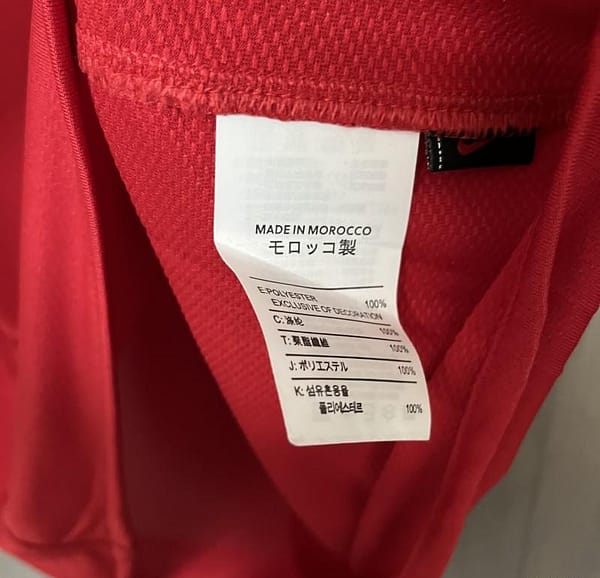 MADE IN MOROCCO
モロッコ製
E:POLYESTER 100%
EXCLUSIVE OF DECORATION
C: 涤纶 100%
T: 聚酯纖維 100%
J: ポリエステル 100%
K: 섬유혼용율
폴리에스테르 100%